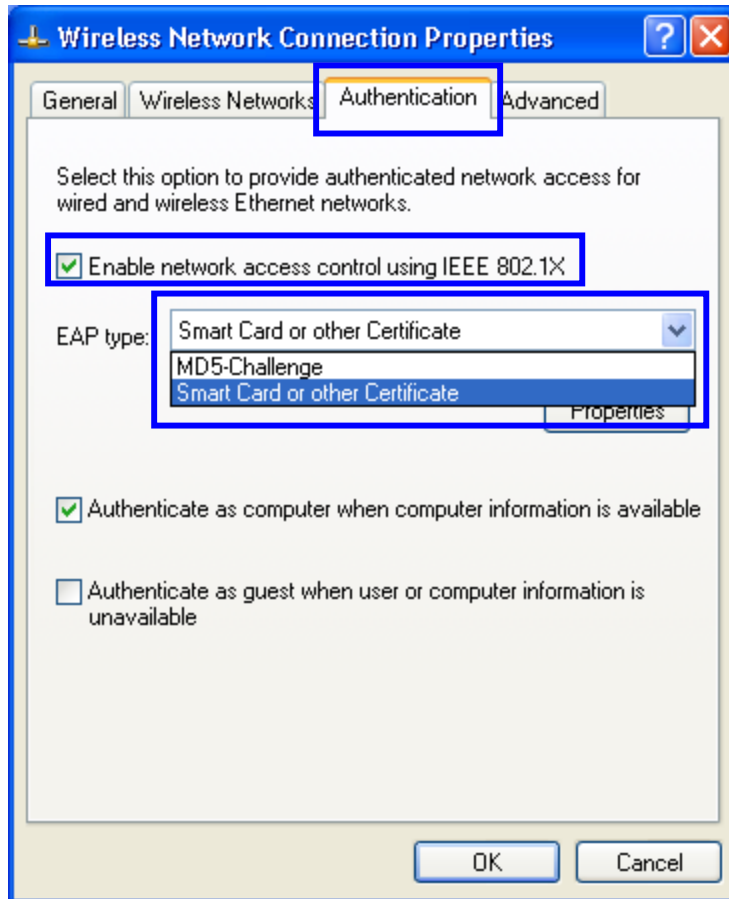 Wireless Network Connection Properties
General Wireless Networks Authentication Advanced
Select this option to provide authenticated network access for
wired and wireless Ethernet networks.
Enable network access control using IEEE 802.1X
EAP type: Smart Card or other Certificate
MD5-Challenge
Smart Card or other Certificate
Properties
Authenticate as computer when computer information is available
Authenticate as guest when user or computer information is
unavailable
OK Cancel